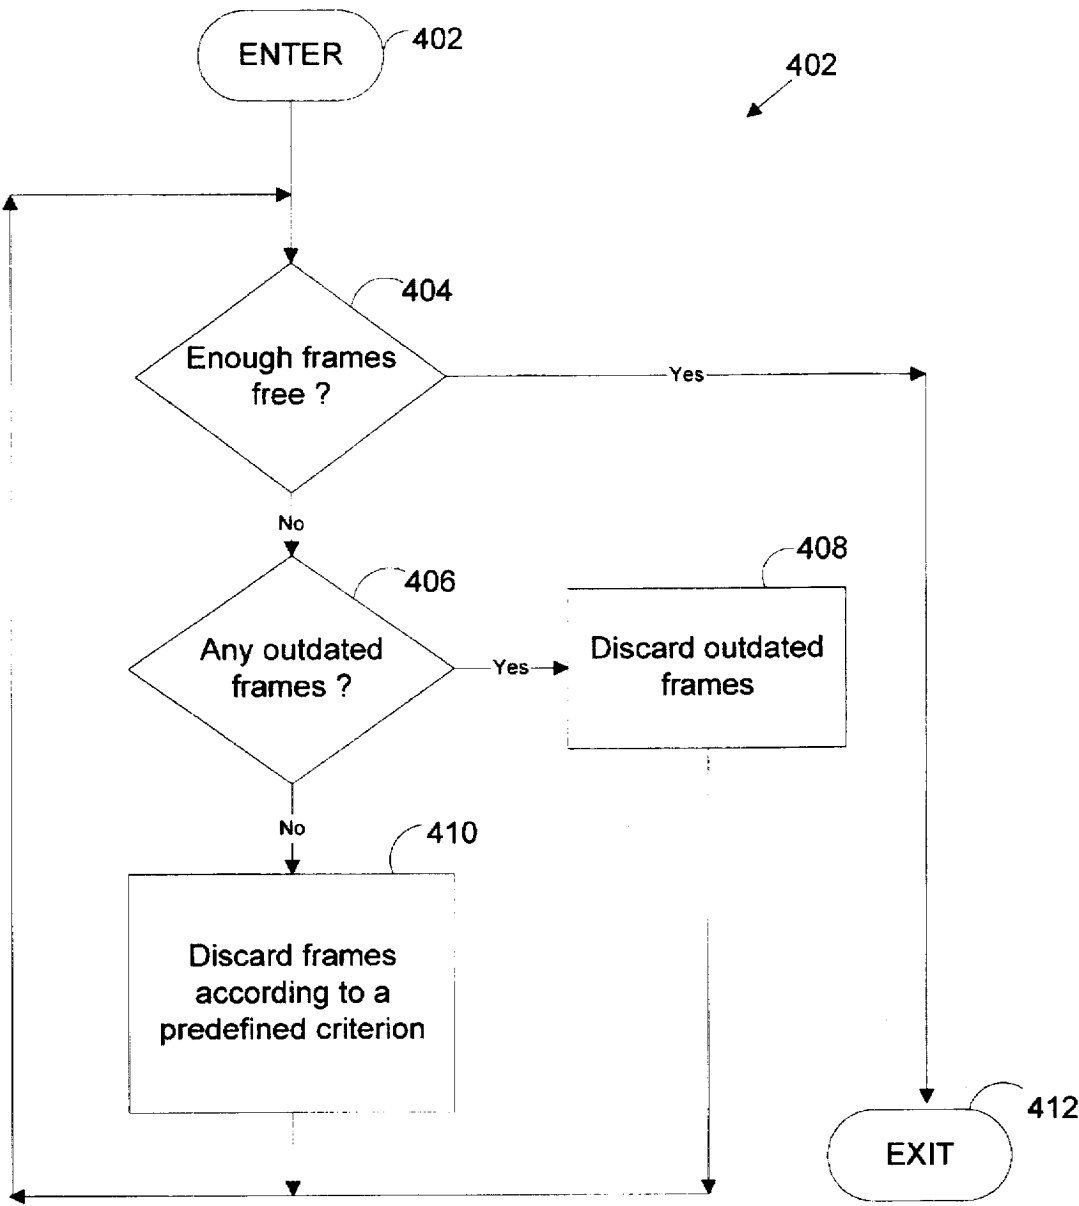 ENTER
402
402
404
Enough frames
free ?
Yes
No
406
408
Any outdated
frames ?
Yes
Discard outdated
frames
No
410
Discard frames
according to a
predefined criterion
412
EXIT